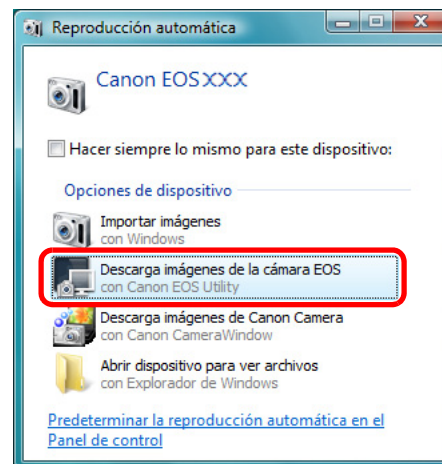 Reproducción automática
Canon EOS XXX
Hacer siempre lo mismo para este dispositivo:
Opciones de dispositivo
Importar imágenes
con Windows
Descarga imágenes de la cámara EOS
con Canon EOS Utility
Descarga imágenes de Canon Camera
con Canon CameraWindow
Abrir dispositivo para ver archivos
con Explorador de Windows
Predeterminar la reproducción automática en el
Panel de control